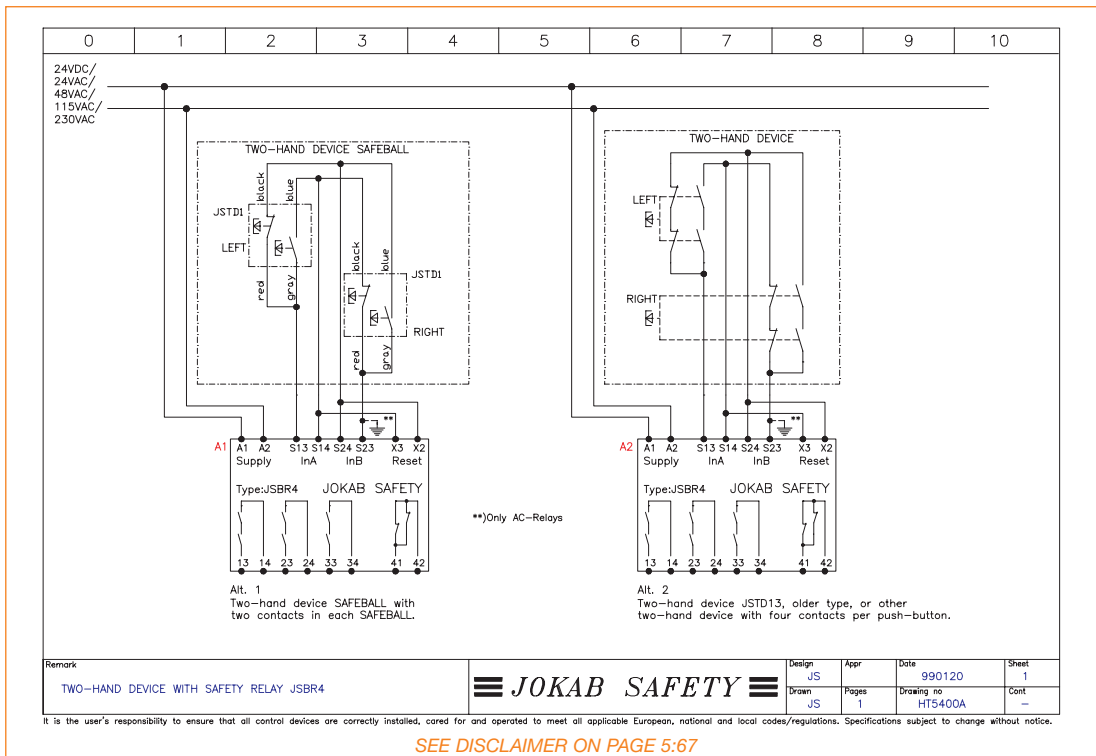 0 1 2 3 4 5 6 7 8 9 10
24VDC/
24VAC/
48VAC/
115VAC/
230VAC
TWO-HAND DEVICE SAFEBALL
black
blue
JSTD1
LEFT
red
gray
black
blue
JSTD1
RIGHT
red
gray
**
A1
A1 A2 S13 S14 S24 S23 X3 X2
Supply InA InB Reset
Type:JSBR4 JOKAB SAFETY
13 14 23 24 33 34 41 42
Alt. 1
Two-hand device SAFEBALL with
two contacts in each SAFEBALL.
**)Only AC-Relays
TWO-HAND DEVICE
LEFT
RIGHT
**
A2
A1 A2 S13 S14 S24 S23 X3 X2
Supply InA InB Reset
Type:JSBR4 JOKAB SAFETY
13 14 23 24 33 34 41 42
Alt. 2
Two-hand device JSTD13, older type, or other
two-hand device with four contacts per push-button.
Remark
TWO-HAND DEVICE WITH SAFETY RELAY JSBR4
JOKAB SAFETY
Design Appr Date Sheet
JS 990120 1
Drawn Pages Drawing no Cont
JS 1 HT5400A -
It is the user's responsibility to ensure that all control devices are correctly installed, cared for and operated to meet all applicable European, national and local codes/regulations. Specifications subject to change without notice.
SEE DISCLAIMER ON PAGE 5:67